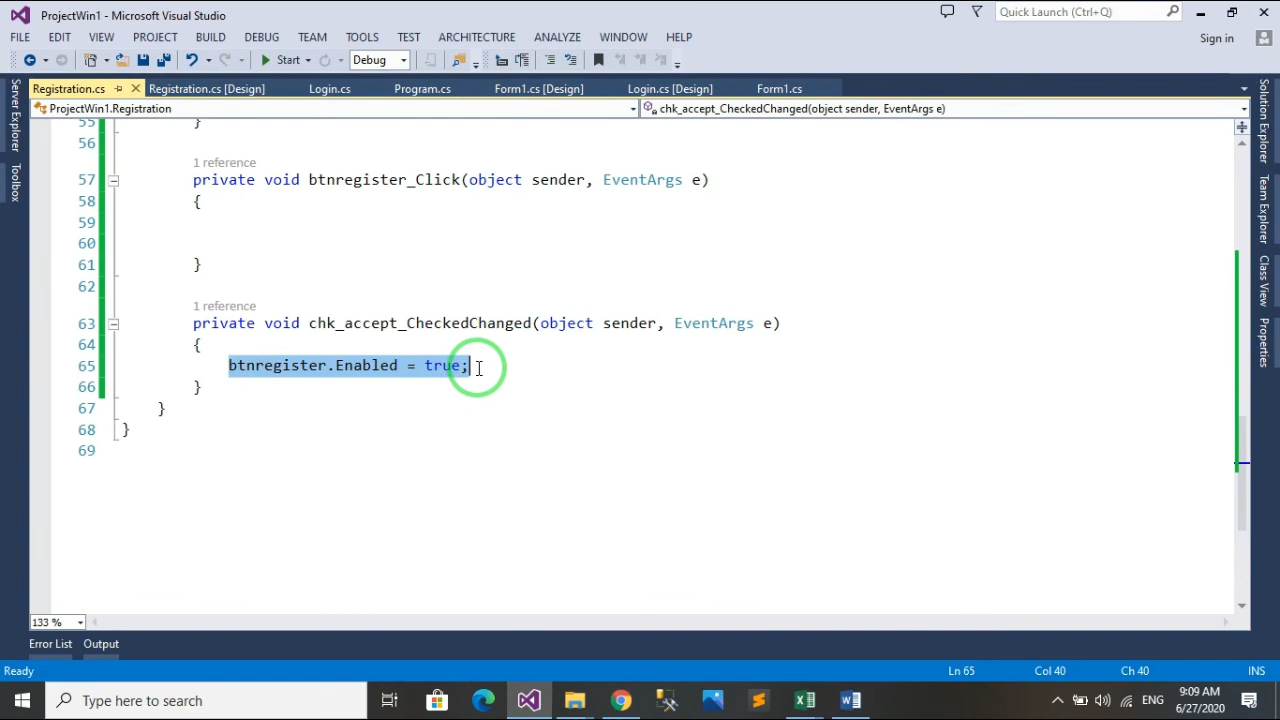 ProjectWin1 - Microsoft Visual Studio
Quick Launch (Ctrl+Q)
FILE EDIT VIEW PROJECT BUILD DEBUG TEAM TOOLS TEST ARCHITECTURE ANALYZE WINDOW HELP
Sign in
Start Debug
Registration.cs Registration.cs [Design] Login.cs Program.cs Form1.cs [Design] Login.cs [Design] Form1.cs
ProjectWin1.Registration chk_accept_CheckedChanged(object sender, EventArgs e)
Server Explorer
Toolbox
Solution Explorer
Team Explorer
Class View
Properties
55 }
56
1 reference
57 private void btnregister_Click(object sender, EventArgs e)
58 {
59
60
61 }
62
1 reference
63 private void chk_accept_CheckedChanged(object sender, EventArgs e)
64 {
65 btnregister.Enabled = true;
66 }
67 }
68 }
69
133 %
Error List Output
Ready Ln 65 Col 40 Ch 40 INS
Type here to search
ENG
9:09 AM
6/27/2020